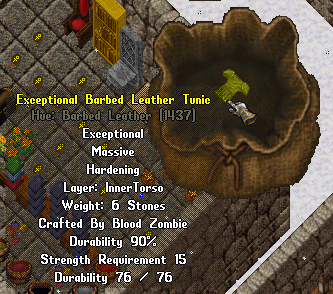 Exceptional Barbed Leather Tunic
Hue: Barbed Leather (1437)
Exceptional
Massive
Hardening
Layer: InnerTorso
Weight: 6 Stones
Crafted By Blood Zombie
Durability 90%
Strength Requirement 15
Durability 76 / 76